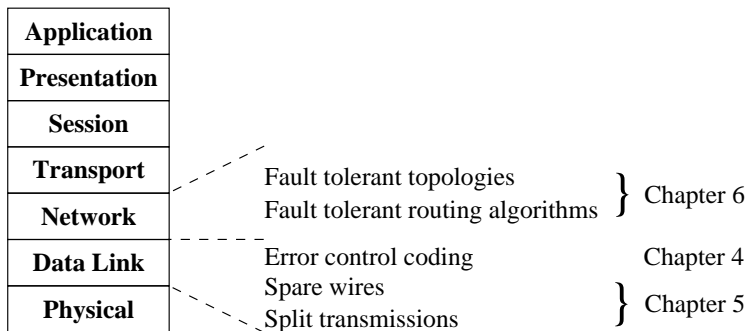 Application
Presentation
Session
Transport
Network
Data Link
Physical
Fault tolerant topologies
Fault tolerant routing algorithms
} Chapter 6
Error control coding
Chapter 4
Spare wires
Split transmissions
} Chapter 5